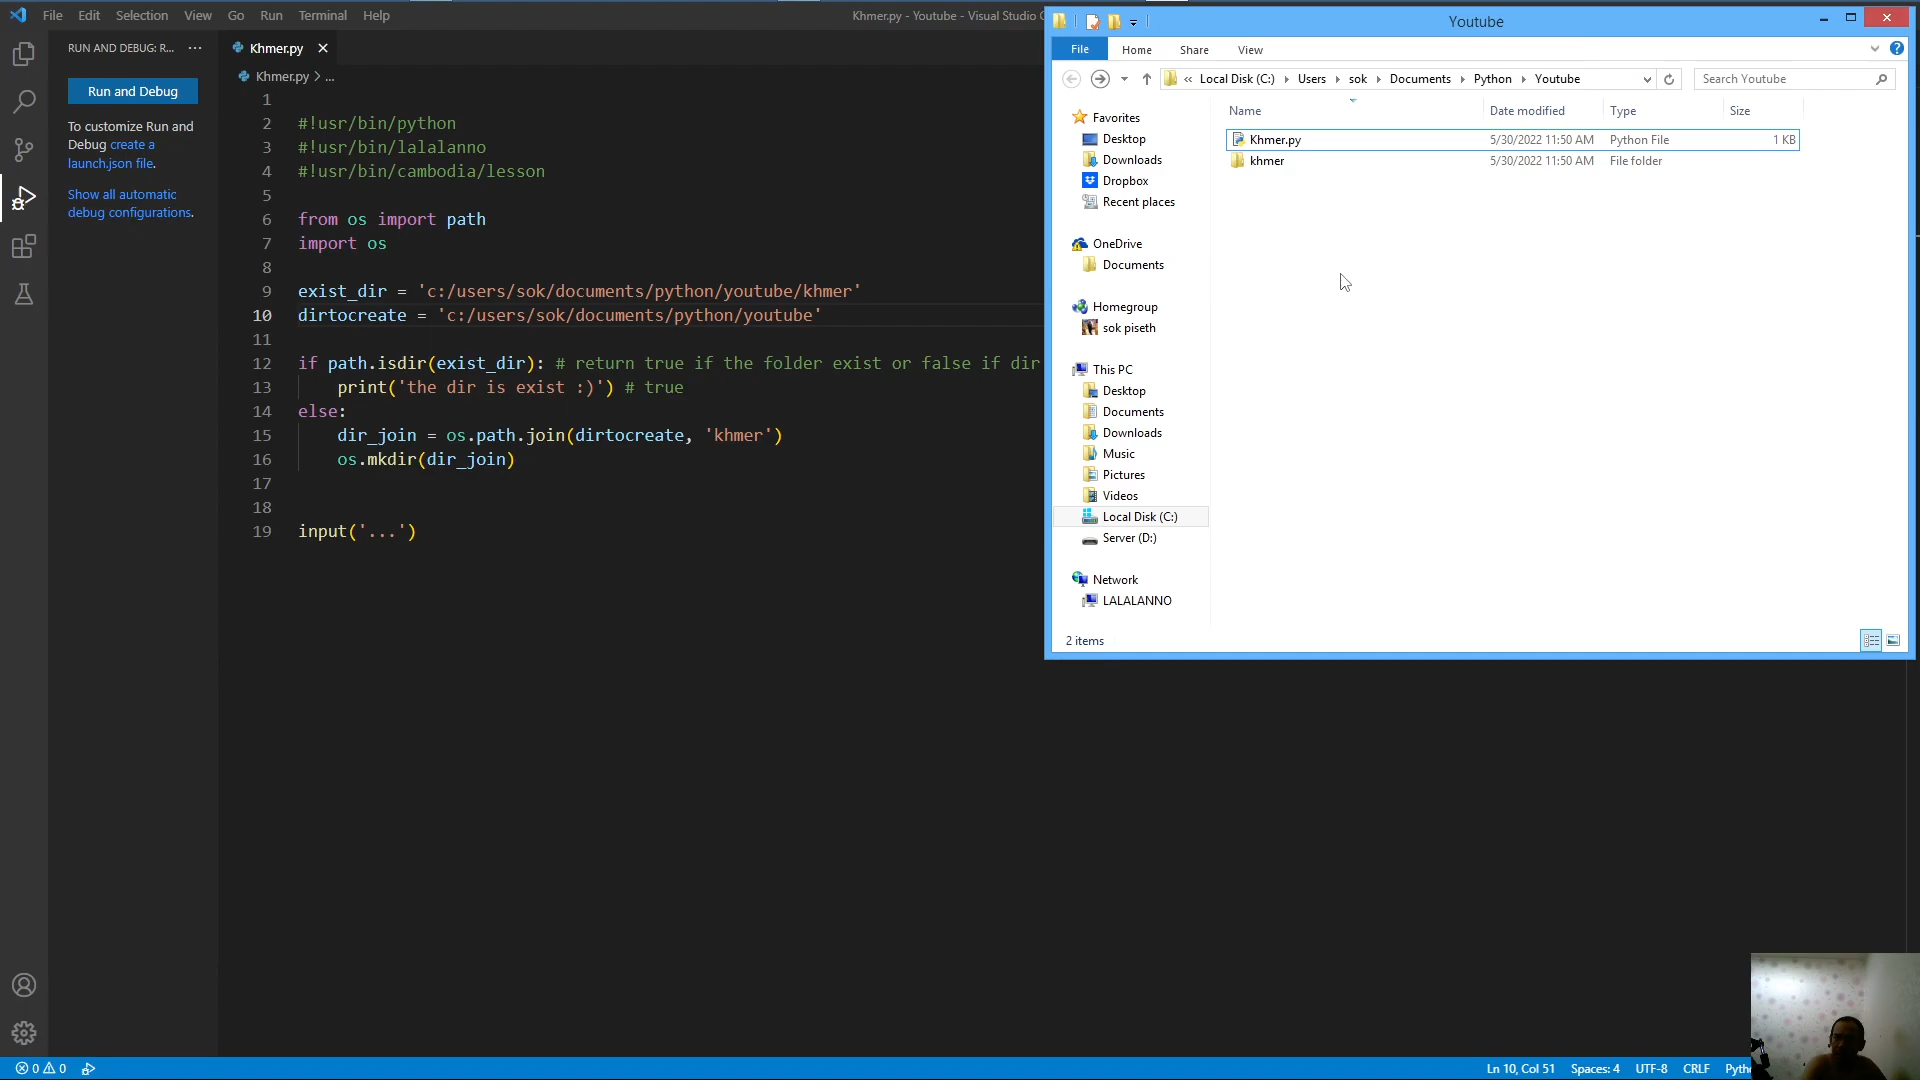 File Edit Selection View Go Run Terminal Help
Khmer.py - Youtube - Visual Studio
RUN AND DEBUG: R... ···
Run and Debug
To customize Run and
Debug create a
launch.json file.
Show all automatic
debug configurations.
Khmer.py
Khmer.py > ...
1
2 #!usr/bin/python
3 #!usr/bin/lalalanno
4 #!usr/bin/cambodia/lesson
5
6 from os import path
7 import os
8
9 exist_dir = 'c:/users/sok/documents/python/youtube/khmer'
10 dirtocreate = 'c:/users/sok/documents/python/youtube'
11
12 if path.isdir(exist_dir): # return true if the folder exist or false if dir
13 print('the dir is exist :)') # true
14 else:
15 dir_join = os.path.join(dirtocreate, 'khmer')
16 os.mkdir(dir_join)
17
18
19 input('...')
Youtube
File Home Share View
« Local Disk (C:) Users sok Documents Python Youtube
Search Youtube
Favorites
Desktop
Downloads
Dropbox
Recent places
OneDrive
Documents
Homegroup
sok piseth
This PC
Desktop
Documents
Downloads
Music
Pictures
Videos
Local Disk (C:)
Server (D:)
Network
LALALANNO
Name Date modified Type Size
Khmer.py 5/30/2022 11:50 AM Python File 1 KB
khmer 5/30/2022 11:50 AM File folder
2 items
0 0
Ln 10, Col 51 Spaces: 4 UTF-8 CRLF